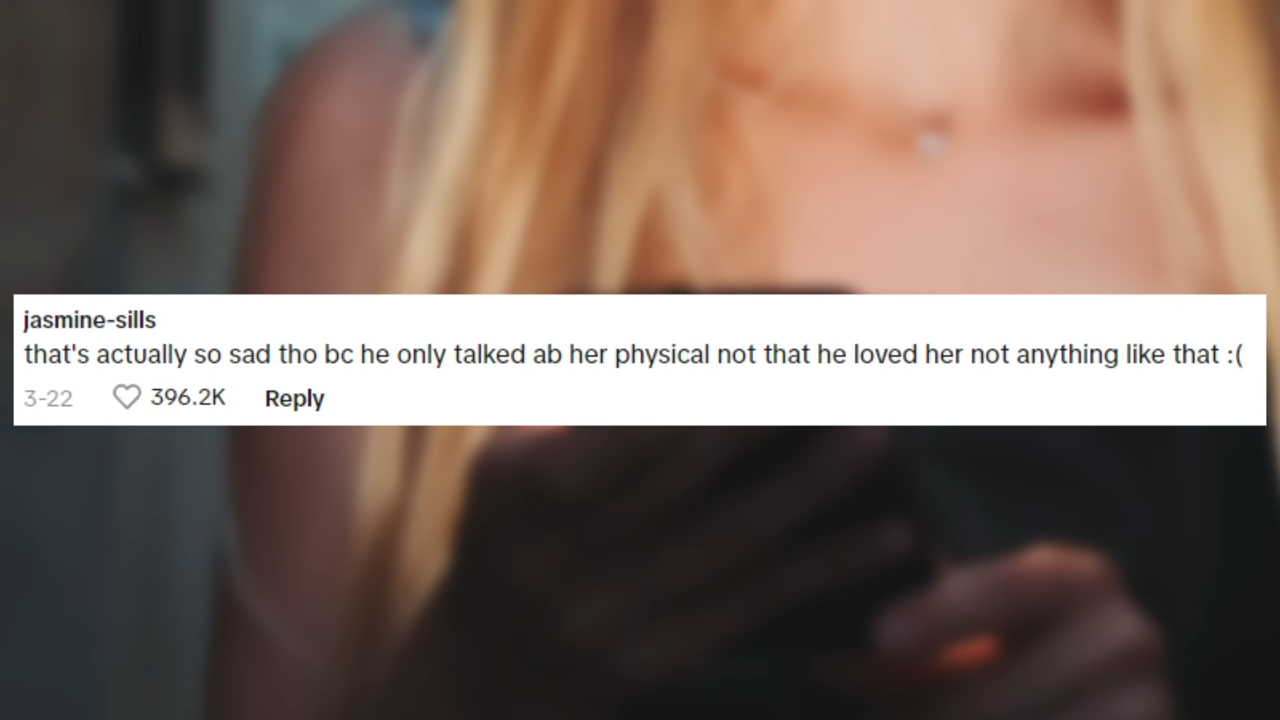 jasmine-sills
that's actually so sad tho bc he only talked ab her physical not that he loved her not anything like that :(
3-22 396.2K Reply